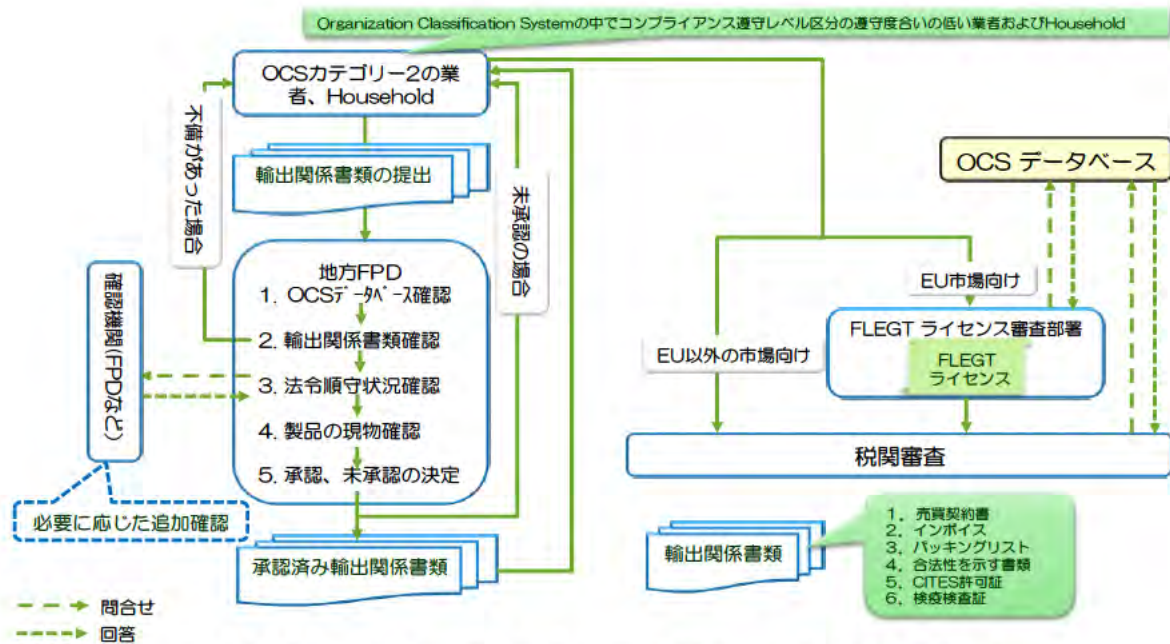 Organization Classification Systemの中でコンプライアンス遵守レベル区分の遵守度合いの低い業者およびHousehold
OCSカテゴリー2の業
者、Household
不備があった場合
輸出関係書類の提出
未承認の場合
OCS データベース
地方FPD
1. OCSデータベース確認
2. 輸出関係書類確認
3. 法令順守状況確認
4. 製品の現物確認
5. 承認、未承認の決定
確認機関(FPDなど)
必要に応じた追加確認
承認済み輸出関係書類
問合せ
回答
EU市場向け
EU以外の市場向け
FLEGT ライセンス審査部署
FLEGT
ライセンス
税関審査
輸出関係書類
1、売買契約書
2、インボイス
3、パッキングリスト
4、合法性を示す書類
5、CITES許可証
6、検疫検査証